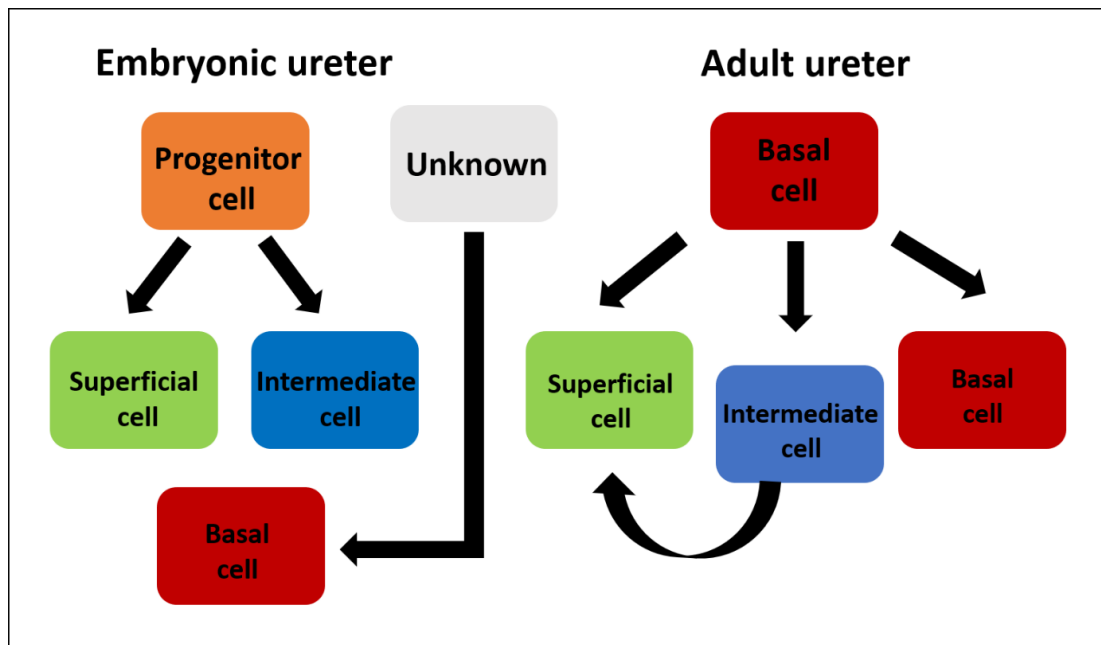 Embryonic ureter
Adult ureter
Progenitor
cell
Unknown
Basal
cell
Superficial
cell
Intermediate
cell
Superficial
cell
Intermediate
cell
Basal
cell
Basal
cell